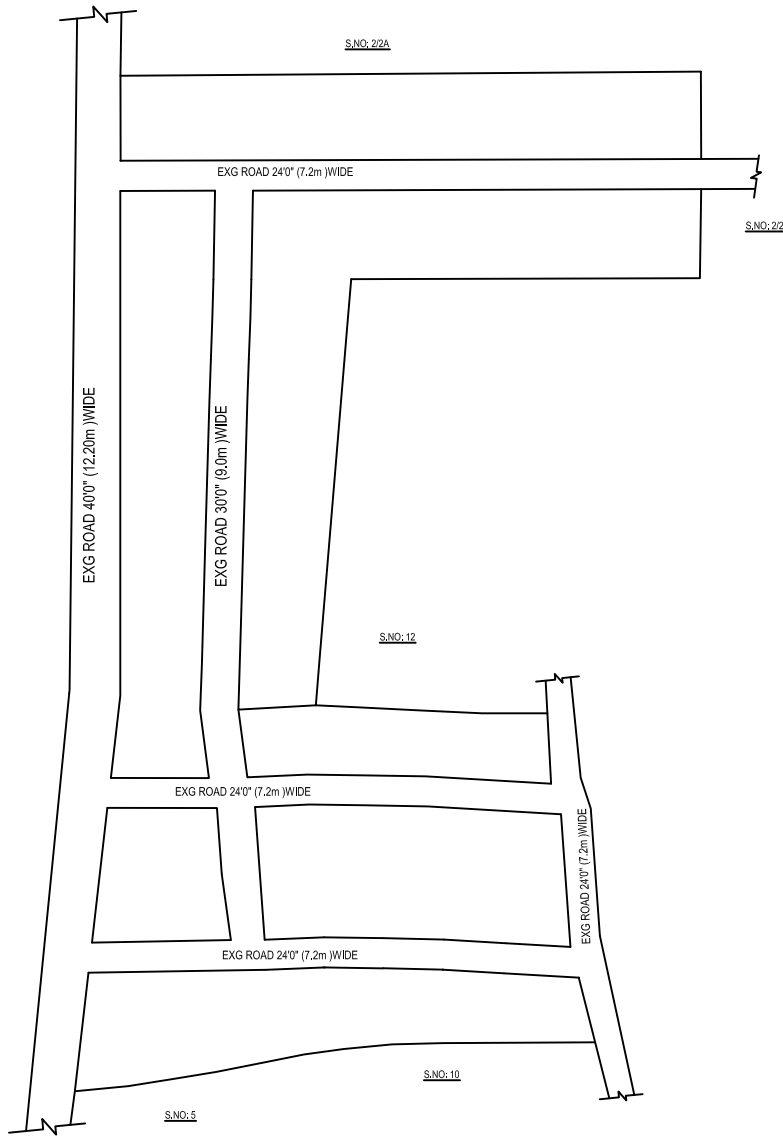 S.NO: 2/2A
EXG ROAD 24'0" (7.2m )WIDE
S.NO: 2/2
EXG ROAD 40'0" (12.20m )WIDE
EXG ROAD 30'0" (9.0m )WIDE
S.NO: 12
EXG ROAD 24'0" (7.2m )WIDE
EXG ROAD 24'0" (7.2m )WIDE
EXG ROAD 24'0" (7.2m )WIDE
S.NO: 10
S.NO: 5